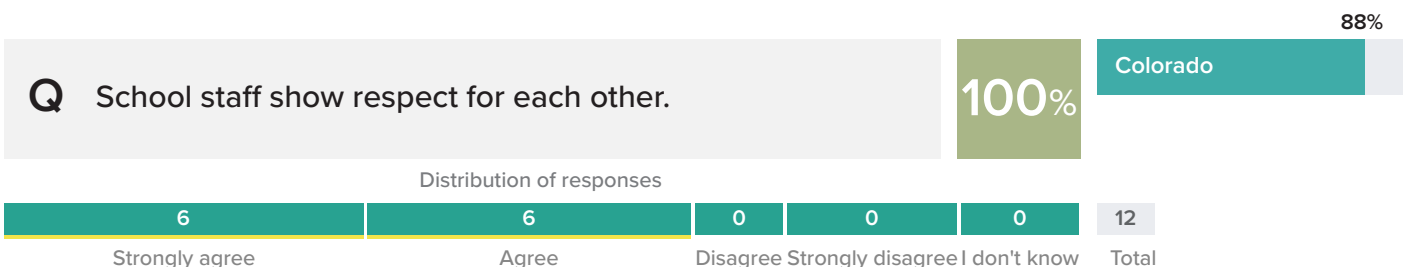 88%
Q School staff show respect for each other.
100%
Colorado
Distribution of responses
6 6 0 0 0 12
Strongly agree Agree Disagree Strongly disagree I don't know Total